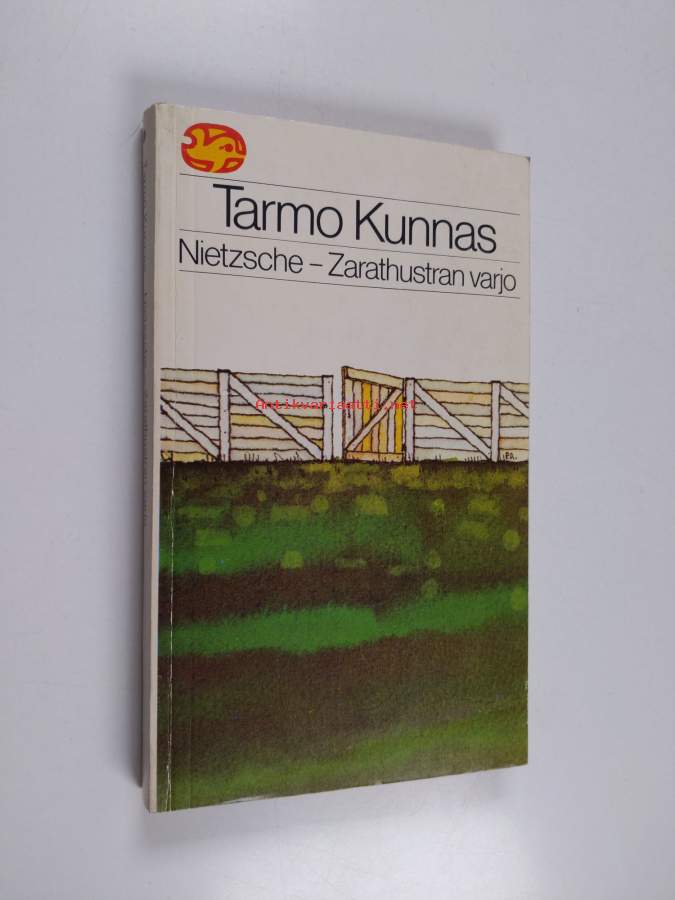 Tarmo Kunnas
Nietzsche – Zarathustran varjo
Antikvariaatti.net